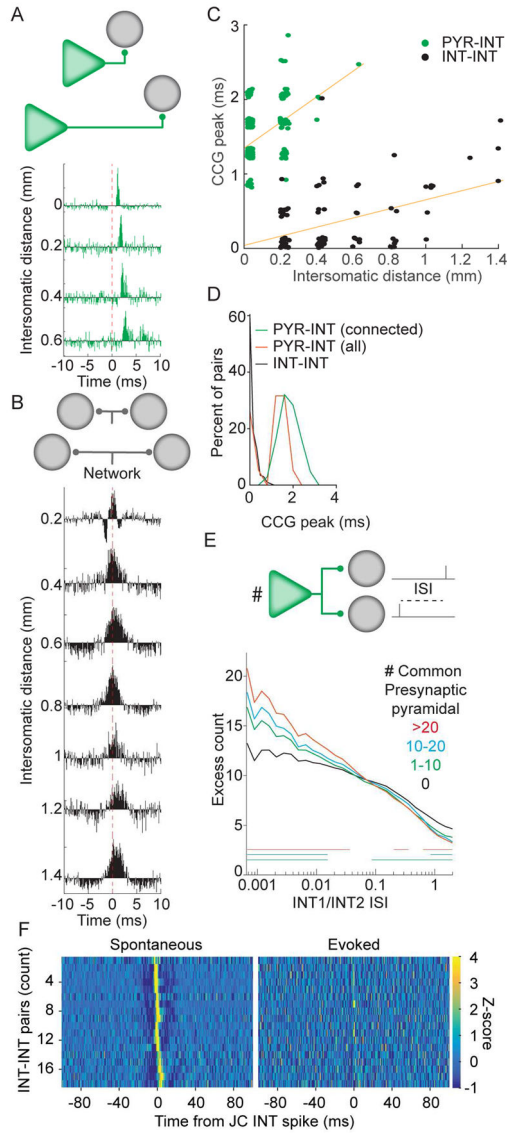 A
Intersomatic distance (mm)
0
0.2
0.4
0.6
-10 -5 0 5 10
Time (ms)
B
Network
Intersomatic distance (mm)
0.2
0.4
0.6
0.8
1
1.2
1.4
-10 -5 0 5 10
Time (ms)
C
PYR-INT
INT-INT
CCG peak (ms)
3
2
1
0
0 0.2 0.4 0.6 0.8 1.0 1.2 1.4
Intersomatic distance (mm)
D
PYR-INT (connected)
PYR-INT (all)
INT-INT
Percent of pairs
60
40
20
0
0 2 4
CCG peak (ms)
E
#
ISI
# Common
Presynaptic
pyramidal
>20
10-20
1-10
0
Excess count
20
15
10
5
0
0.001 0.01 0.1 1
INT1/INT2 ISI
F
Spontaneous Evoked
INT-INT pairs (count)
4
8
12
16
-80 -40 0 40 80 -80 -40 0 40 80
Time from JC INT spike (ms)
4
3
2
1
0
-1
Z-score